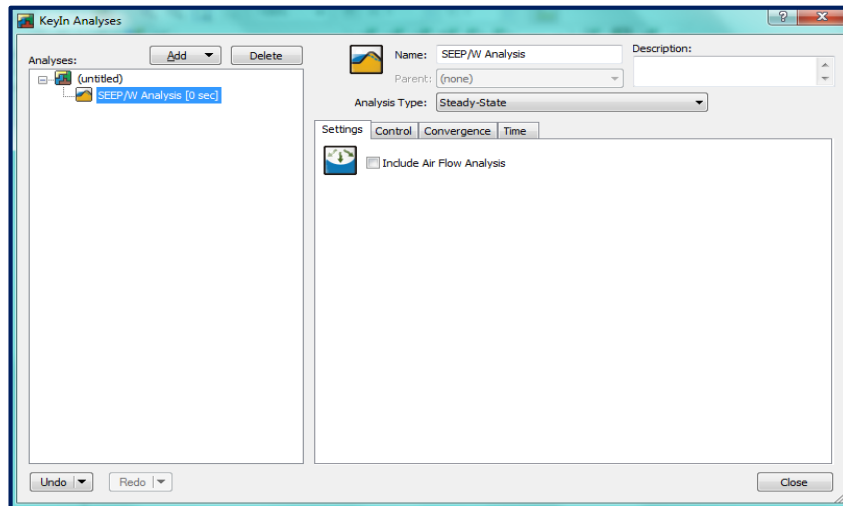 KeyIn Analyses
Analyses:
Add
Delete
(untitled)
SEEP/W Analysis [0 sec]
Name: SEEP/W Analysis
Description:
Parent: (none)
Analysis Type: Steady-State
Settings Control Convergence Time
Include Air Flow Analysis
Undo
Redo
Close